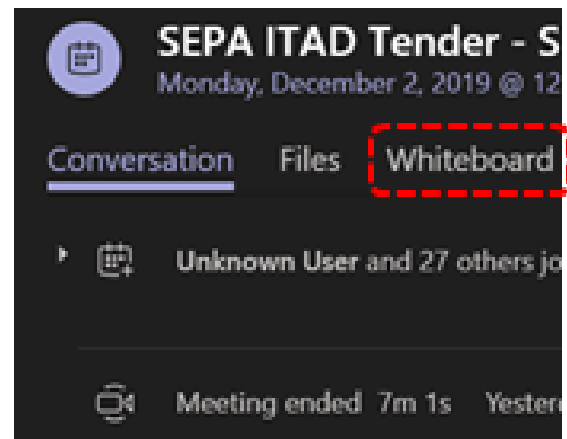 SEPA ITAD Tender - S
Monday, December 2, 2019 @ 12
Conversation Files Whiteboard
Unknown User and 27 others jo
Meeting ended 7m 1s Yester